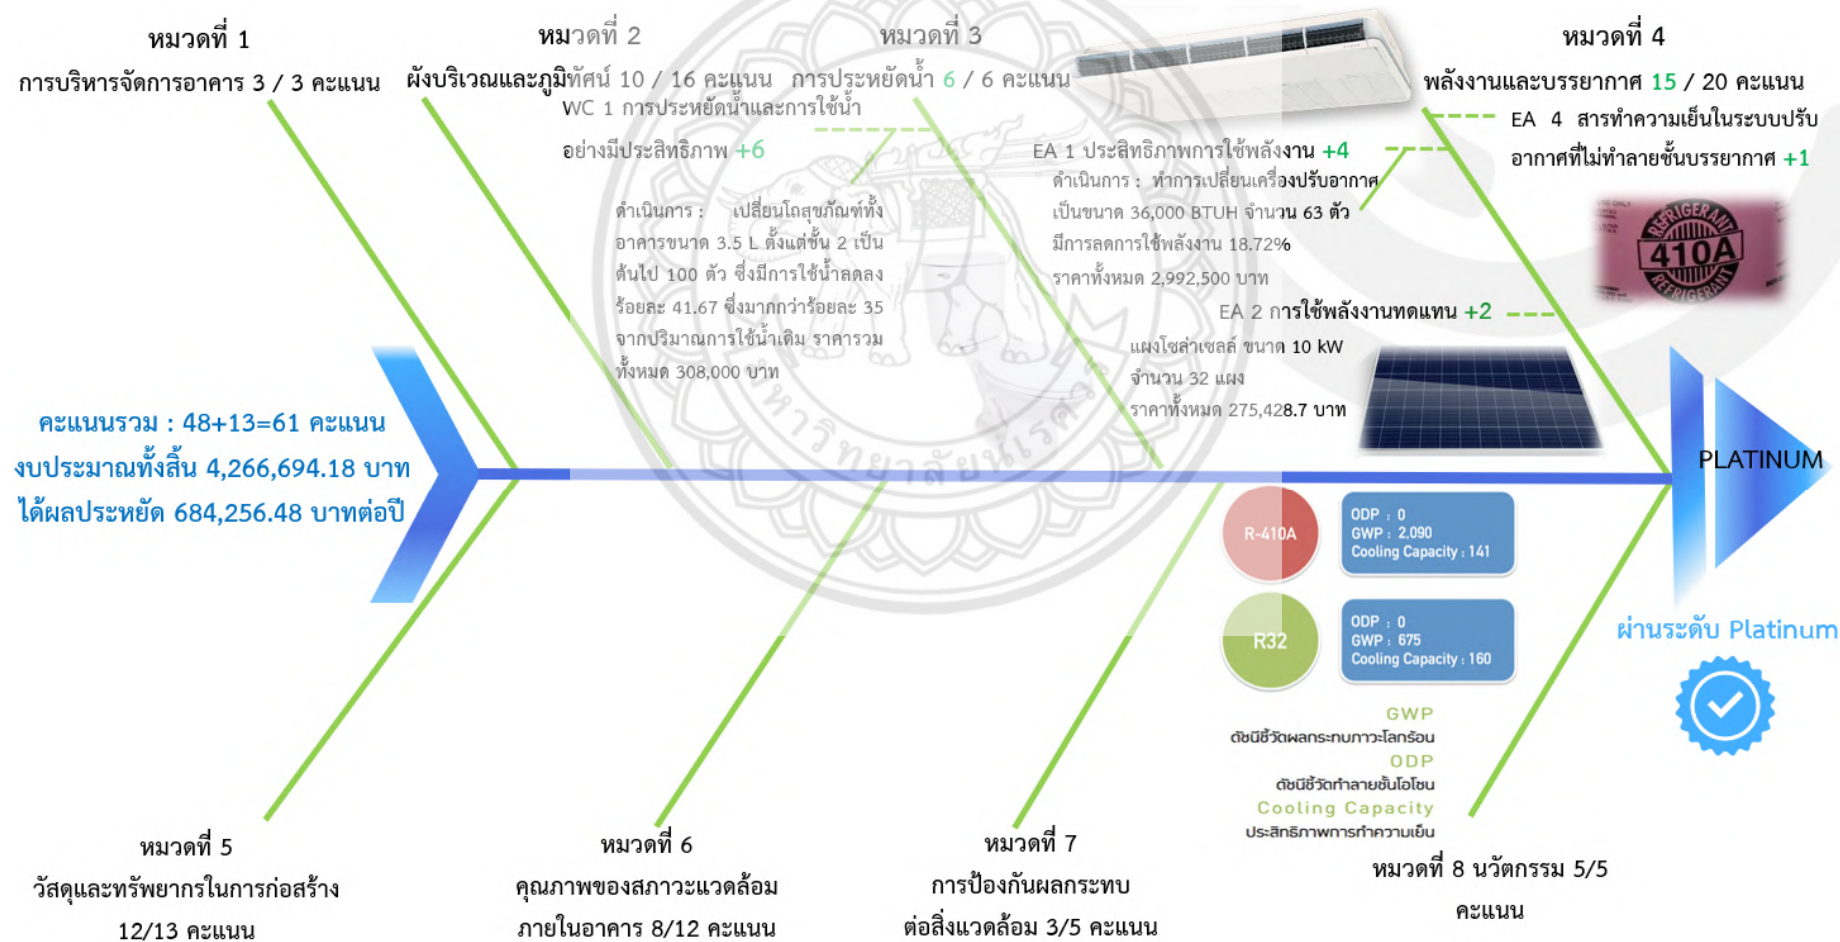 หมวดที่ 1
การบริหารจัดการอาคาร 3 / 3 คะแนน
หมวดที่ 2
ผังบริเวณและภูมิทัศน์ 10 / 16 คะแนน
หมวดที่ 3
การประหยัดน้ำ 6 / 6 คะแนน
WC 1 การประหยัดน้ำและการใช้น้ำ
อย่างมีประสิทธิภาพ +6
ดำเนินการ : เปลี่ยนโถสุขภัณฑ์ทั้ง
อาคารขนาด 3.5 L ตั้งแต่ชั้น 2 เป็น
ต้นไป 100 ตัว ซึ่งมีการใช้น้ำลดลง
ร้อยละ 41.67 ซึ่งมากกว่าร้อยละ 35
จากปริมาณการใช้น้ำเดิม ราคารวม
ทั้งหมด 308,000 บาท
หมวดที่ 4
พลังงานและบรรยากาศ 15 / 20 คะแนน
EA 4 สารทำความเย็นในระบบปรับ
อากาศที่ไม่ทำลายชั้นบรรยากาศ +1
EA 1 ประสิทธิภาพการใช้พลังงาน +4
ดำเนินการ : ทำการเปลี่ยนเครื่องปรับอากาศ
เป็นขนาด 36,000 BTUH จำนวน 63 ตัว
มีการลดการใช้พลังงาน 18.72%
ราคาทั้งหมด 2,992,500 บาท
REFRIGERANT
410A
REFRIGERANT
EA 2 การใช้พลังงานทดแทน +2
แผงโซล่าเซลล์ ขนาด 10 kW
จำนวน 32 แผง
ราคาทั้งหมด 275,428.7 บาท
มหาวิทยาลัยนเรศวร
คะแนนรวม : 48+13=61 คะแนน
งบประมาณทั้งสิ้น 4,266,694.18 บาท
ได้ผลประหยัด 684,256.48 บาทต่อปี
PLATINUM
ผ่านระดับ Platinum
R-410A
ODP : 0
GWP : 2,090
Cooling Capacity : 141
R32
ODP : 0
GWP : 675
Cooling Capacity : 160
GWP
ดัชนีชี้วัดผลกระทบภาวะโลกร้อน
ODP
ดัชนีชี้วัดทำลายชั้นโอโซน
Cooling Capacity
ประสิทธิภาพการทำความเย็น
หมวดที่ 5
วัสดุและทรัพยากรในการก่อสร้าง
12/13 คะแนน
หมวดที่ 6
คุณภาพของสภาวะแวดล้อม
ภายในอาคาร 8/12 คะแนน
หมวดที่ 7
การป้องกันผลกระทบ
ต่อสิ่งแวดล้อม 3/5 คะแนน
หมวดที่ 8 นวัตกรรม 5/5
คะแนน